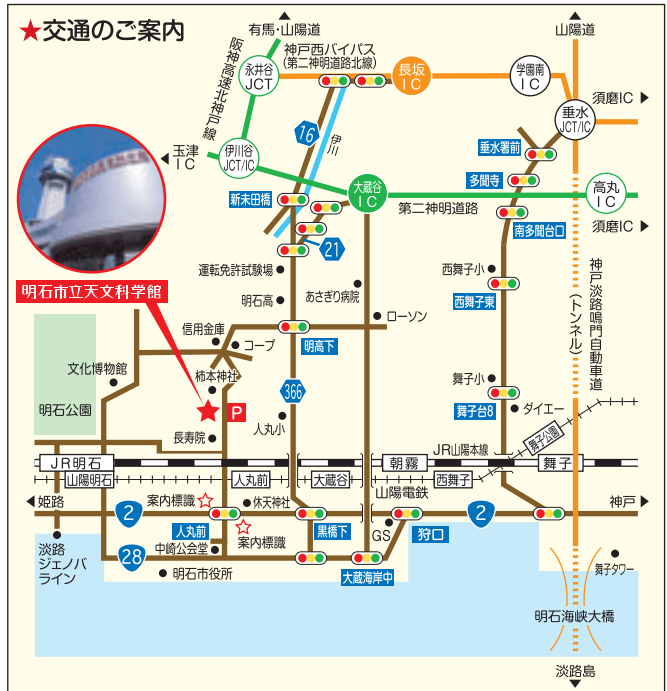 ★交通のご案内
有馬・山陽道
山陽道
神戸西バイパス
(第二神明道路北線)
阪神高速北神戸線
永井谷
JCT
長坂
IC
学園南
IC
須磨IC
垂水
JCT/IC
玉津
IC
伊川谷
JCT/IC
16
伊川
垂水署前
多聞寺
大蔵谷
IC
新末田橋
第二神明道路
高丸
IC
須磨IC
南多聞台口
21
運転免許試験場
西舞子小
神戸淡路鳴門自動車道
(トンネル)
明石市立天文科学館
明石高
あさぎり病院
西舞子東
信用金庫
コープ
ローソン
明高下
文化博物館
柿本神社
366
舞子小
明石公園
P
人丸小
舞子台8
ダイエー
長寿院
JR山陽本線
舞子公園
JR明石
朝霧
舞子
山陽明石
人丸前
大蔵谷
西舞子
山陽電鉄
姫路
2
案内標識
休天神社
2
神戸
人丸前
黒橋下
GS
狩口
淡路
ジェノバ
ライン
28
中崎公会堂
案内標識
明石市役所
大蔵海岸中
舞子タワー
明石海峡大橋
淡路島